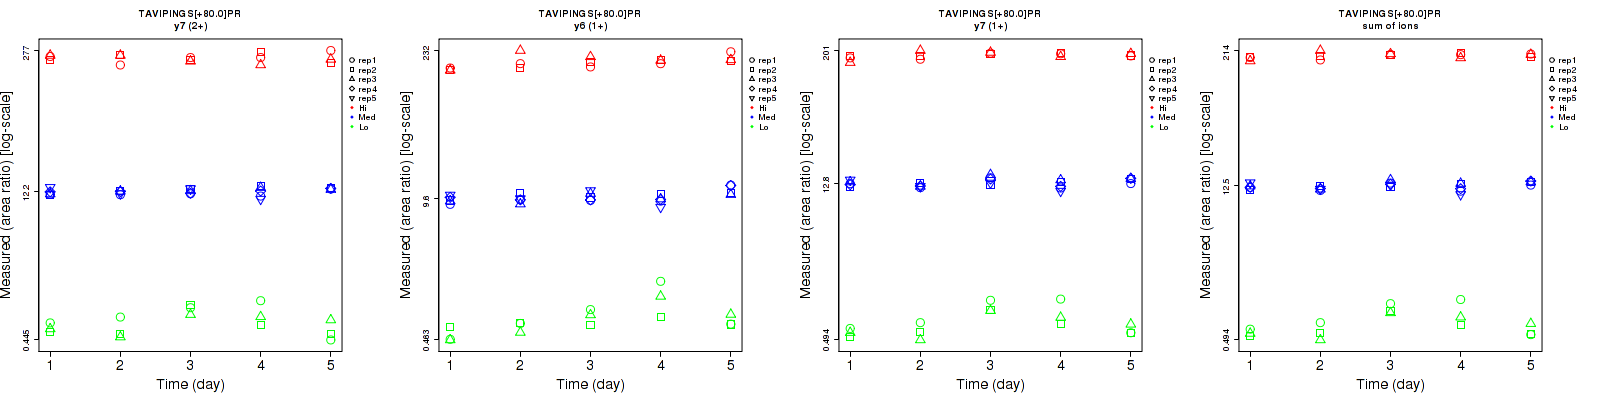 TAVIPINGS[+80.0]PR
y7 (2+)
Measured (area ratio) [log-scale]
277
12.2
0.445
1 2 3 4 5
Time (day)
rep1
rep2
rep3
rep4
rep5
Hi
Med
Lo
TAVIPINGS[+80.0]PR
y6 (1+)
Measured (area ratio) [log-scale]
232
9.6
1 2 3 4 5
Time (day)
rep1
rep2
rep3
rep4
rep5
Hi
Med
Lo
TAVIPINGS[+80.0]PR
y7 (1+)
Measured (area ratio) [log-scale]
201
12.8
0.494
1 2 3 4 5
Time (day)
rep1
rep2
rep3
rep4
rep5
Hi
Med
Lo
TAVIPINGS[+80.0]PR
sum of ions
Measured (area ratio) [log-scale]
214
12.5
0.494
1 2 3 4 5
Time (day)
rep1
rep2
rep3
rep4
rep5
Hi
Med
Lo